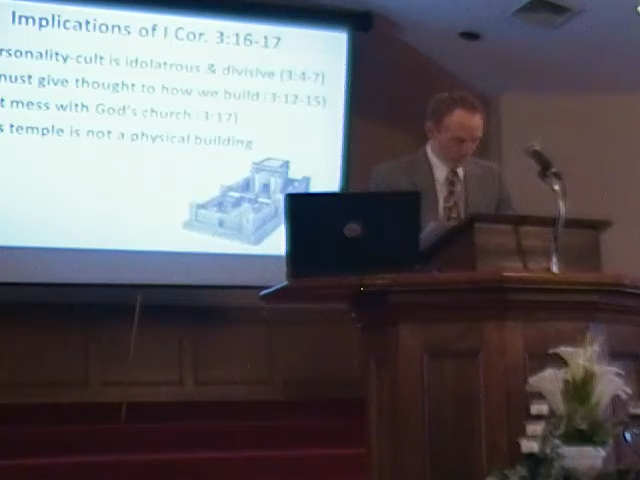 Implications of I Cor. 3:16-17
rsonality-cult is idolatrous & divisive (3:4-7)
must give thought to how we build (3:12-15)
t mess with God's church (3:17)
s temple is not a physical building